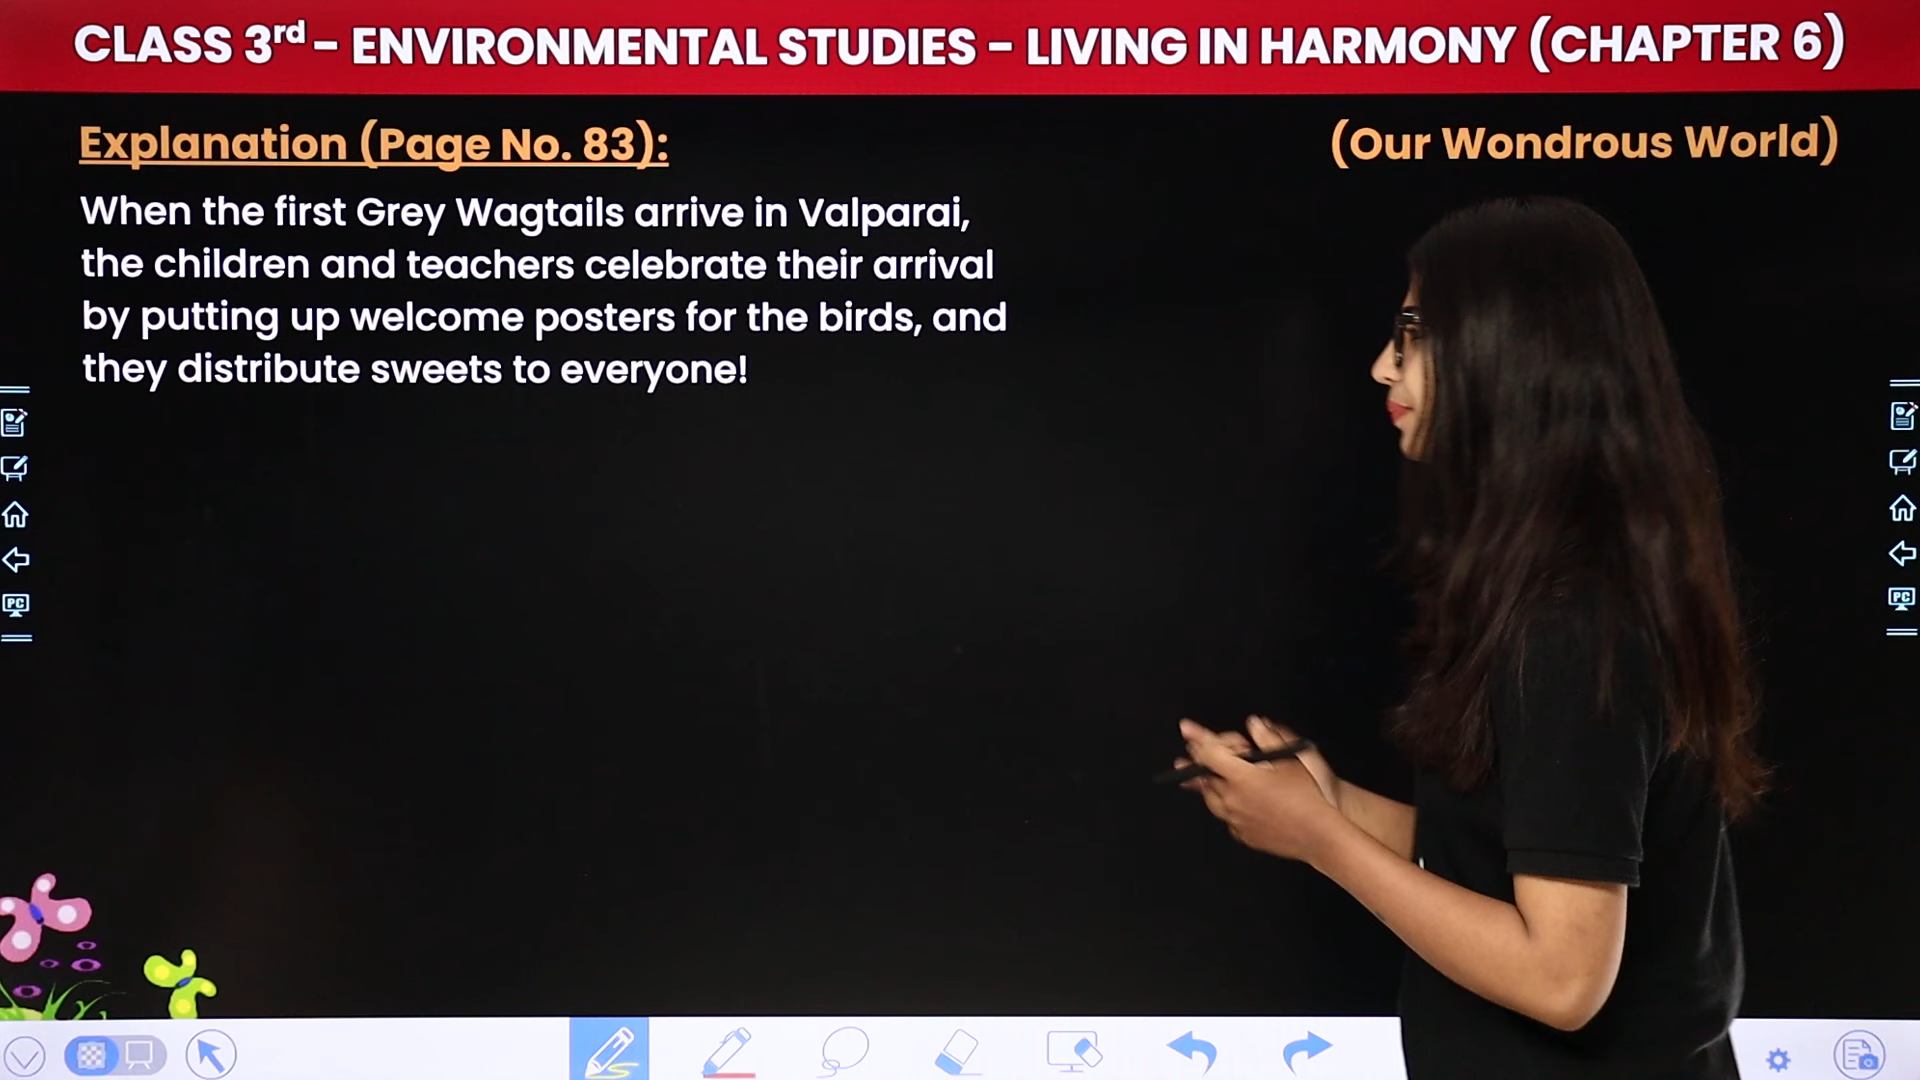 CLASS 3rd – ENVIRONMENTAL STUDIES – LIVING IN HARMONY (CHAPTER 6)
Explanation (Page No. 83):
(Our Wondrous World)
When the first Grey Wagtails arrive in Valparai,
the children and teachers celebrate their arrival
by putting up welcome posters for the birds, and
they distribute sweets to everyone!
PC
PC